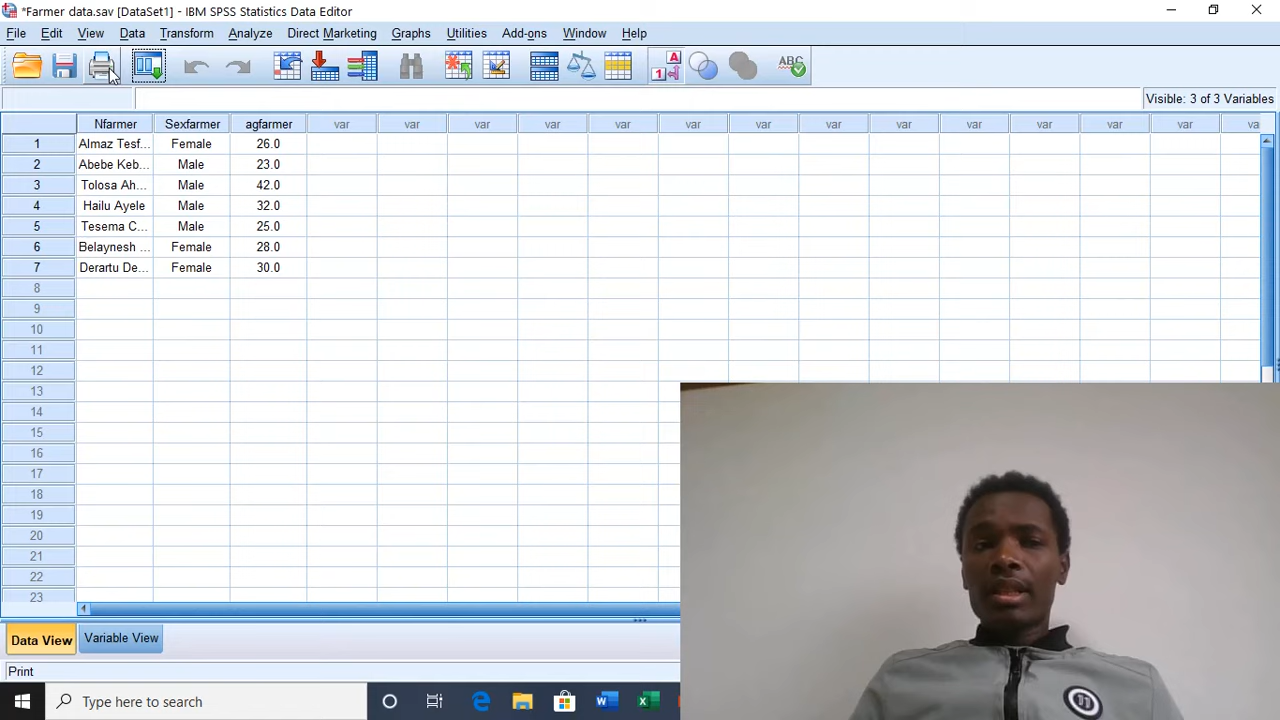 *Farmer data.sav [DataSet1] - IBM SPSS Statistics Data Editor
File Edit View Data Transform Analyze Direct Marketing Graphs Utilities Add-ons Window Help
A
1
ABC
Visible: 3 of 3 Variables
Nfarmer Sexfarmer agfarmer var var var var var var var var var var var var var va
1 Almaz Tesf... Female 26.0
2 Abebe Keb... Male 23.0
3 Tolosa Ah... Male 42.0
4 Hailu Ayele Male 32.0
5 Tesema C... Male 25.0
6 Belaynesh ... Female 28.0
7 Derartu De... Female 30.0
8
9
10
11
12
13
14
15
16
17
18
19
20
21
22
23
Data View Variable View
Print
Type here to search